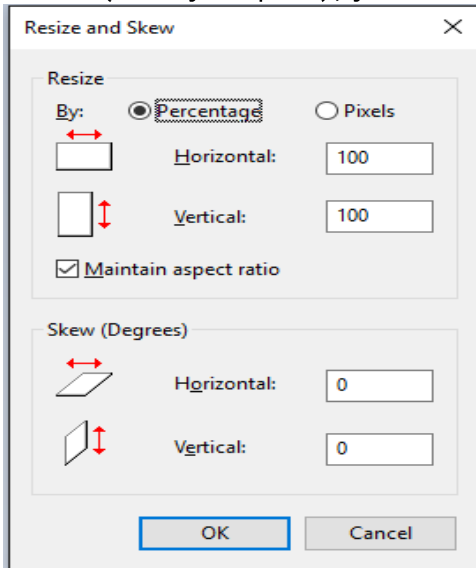 Resize and Skew
Resize
By: Percentage Pixels
Horizontal: 100
Vertical: 100
Maintain aspect ratio
Skew (Degrees)
Horizontal: 0
Vertical: 0
OK Cancel